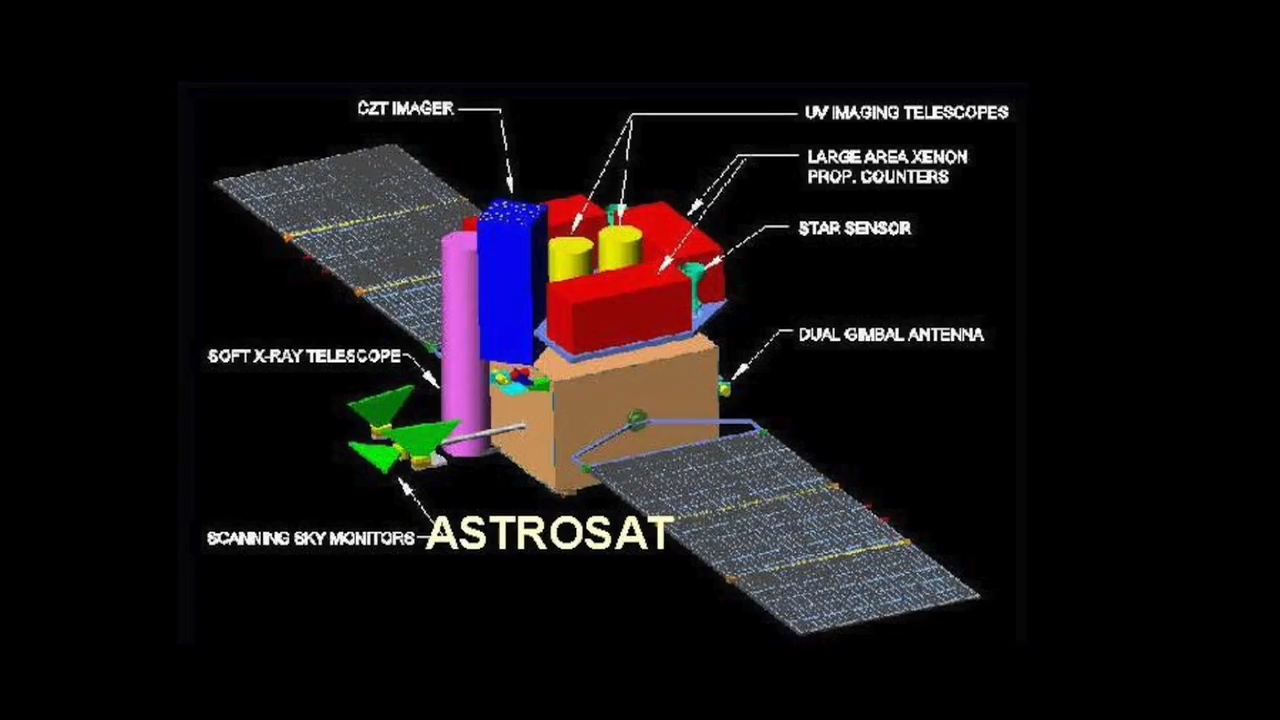 CZT IMAGER
UV IMAGING TELESCOPES
LARGE AREA XENON
PROP. COUNTERS
STAR SENSOR
DUAL GIMBAL ANTENNA
SOFT X-RAY TELESCOPE
SCANNING SKY MONITORS
ASTROSAT